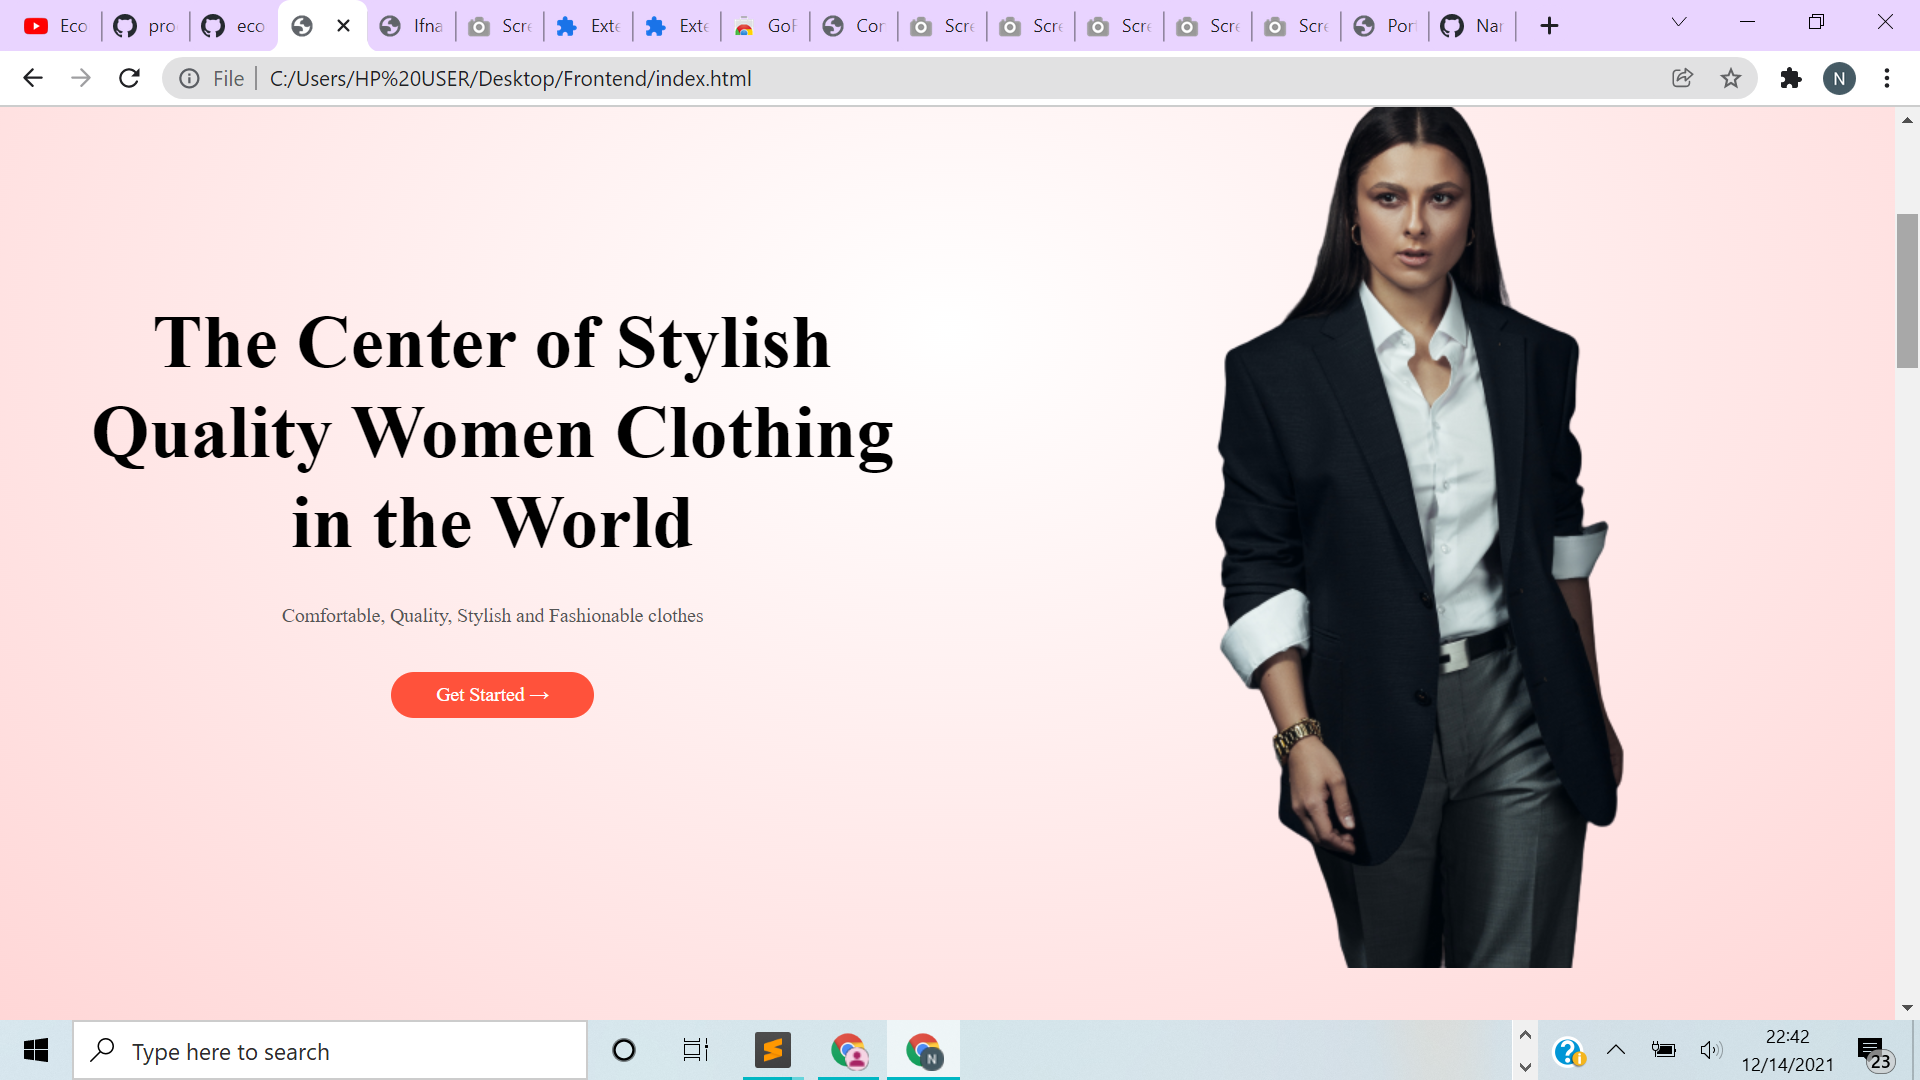 Eco
pro
eco
Ifna
Scre
Exte
Exte
GoF
Cor
Scre
Scre
Scre
Scre
Scre
Port
Nar
File
C:/Users/HP%20USER/Desktop/Frontend/index.html
N
The Center of Stylish
Quality Women Clothing
in the World
Comfortable, Quality, Stylish and Fashionable clothes
Get Started →
Type here to search
N
22:42
12/14/2021
23